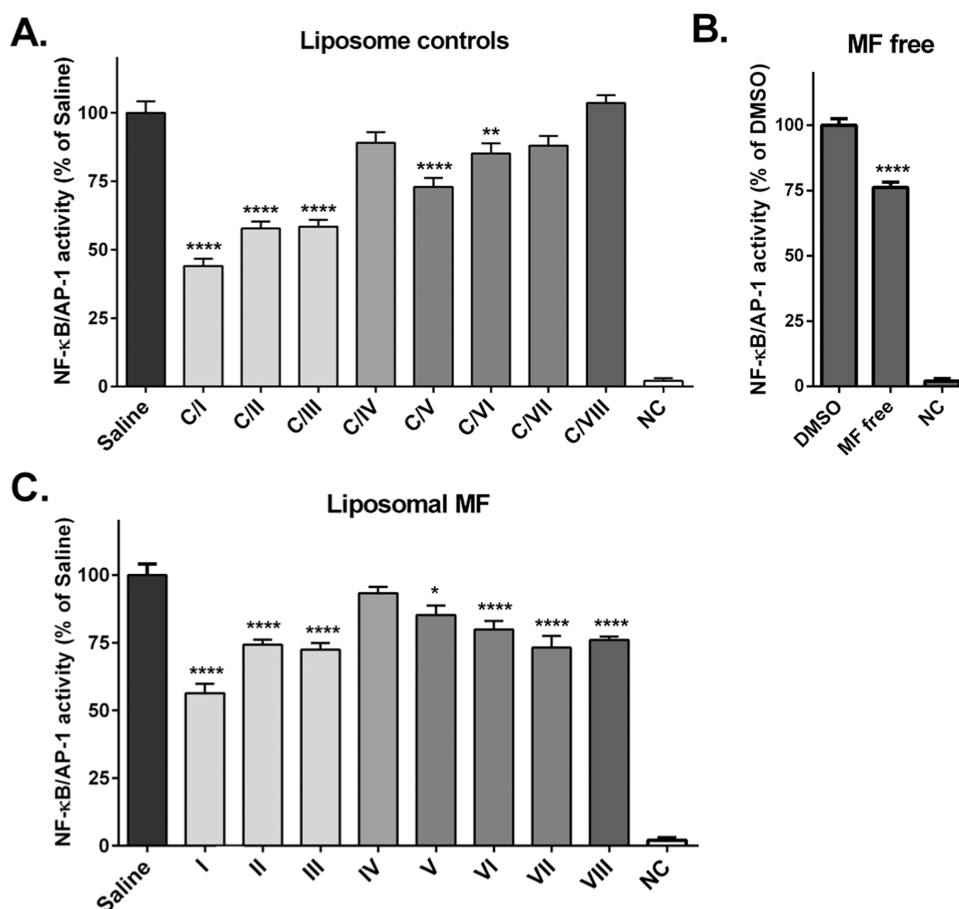 A.
Liposome controls
NF-κB/AP-1 activity (% of Saline)
100
75
50
25
0
****
****
****
****
**
Saline
C/I
C/II
C/III
C/IV
C/V
C/VI
C/VII
C/VIII
NC
B.
MF free
NF-κB/AP-1 activity (% of DMSO)
100
75
50
25
0
****
DMSO
MF free
NC
C.
Liposomal MF
NF-κB/AP-1 activity (% of Saline)
100
75
50
25
0
****
****
****
*
****
****
****
Saline
I
II
III
IV
V
VI
VII
VIII
NC